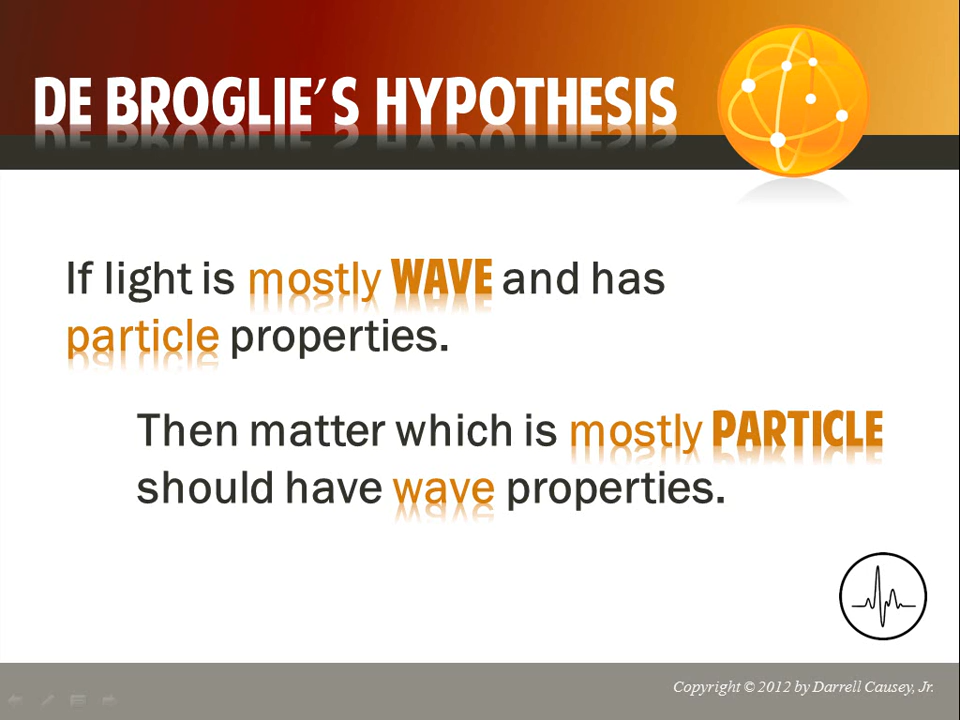 DE BROGLIE'S HYPOTHESIS
If light is mostly WAVE and has
particle properties.
Then matter which is mostly PARTICLE
should have wave properties.
Copyright © 2012 by Darrell Causey, Jr.